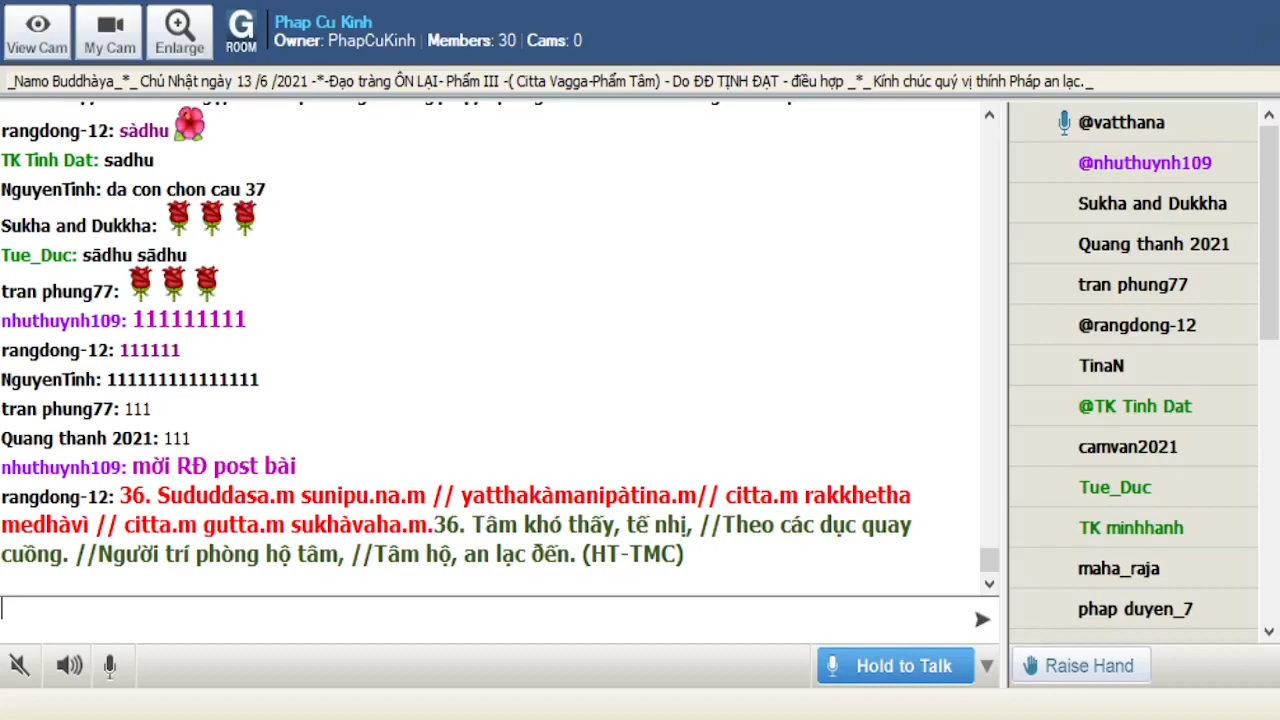 View Cam
My Cam
Enlarge
G
ROOM
Phap Cu Kinh
Owner: PhapCuKinh | Members: 30 | Cams: 0
_Namo Buddhàya_*_ Chủ Nhật ngày 13 /6 /2021 -*-Đạo tràng ÔN LẠI- Phẩm III -( Citta Vagga-Phẩm Tâm) - Do ĐĐ TỊNH ĐẠT - điều hợp _*_Kính chúc quý vị thính Pháp an lạc._
rangdong-12: sàdhu
TK Tinh Dat: sadhu
NguyenTinh: da con chon cau 37
Sukha and Dukkha:
Tue_Duc: sādhu sādhu
tran phung77:
nhuthuynh109: 111111111
rangdong-12: 111111
NguyenTinh: 111111111111111
tran phung77: 111
Quang thanh 2021: 111
nhuthuynh109: mời RĐ post bài
rangdong-12: 36. Sududdasa.m sunipu.na.m // yatthakàmanipàtina.m// citta.m rakkhetha
medhàvì // citta.m gutta.m sukhàvaha.m.36. Tâm khó thấy, tế nhị, //Theo các dục quay
cuồng. //Người trí phòng hộ tâm, //Tâm hộ, an lạc đến. (HT-TMC)
@vatthana
@nhuthuynh109
Sukha and Dukkha
Quang thanh 2021
tran phung77
@rangdong-12
TinaN
@TK Tinh Dat
camvan2021
Tue_Duc
TK minhhanh
maha_raja
phap duyen_7
Hold to Talk
Raise Hand